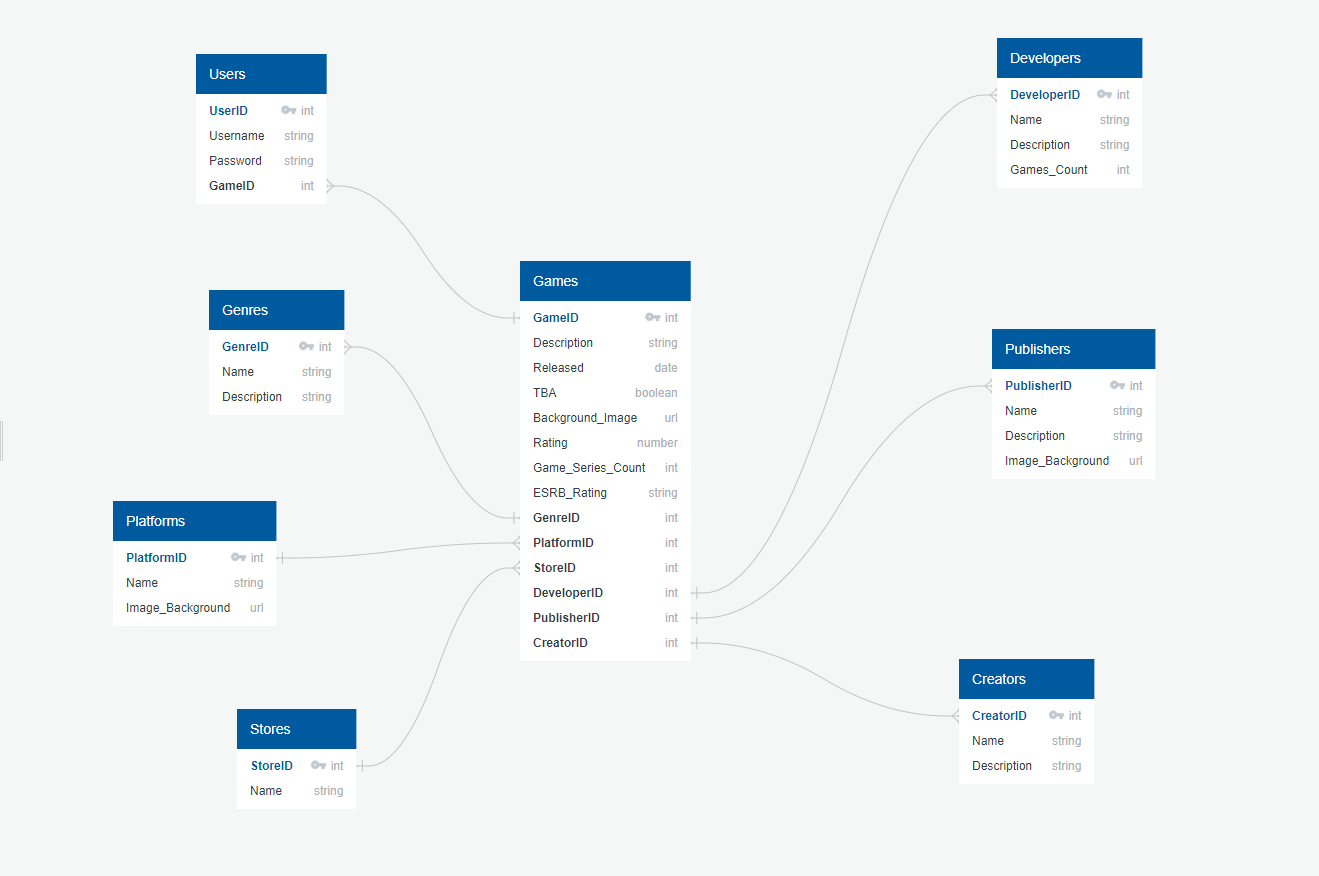 Users
UserID int
Username string
Password string
GameID int
Genres
GenreID int
Name string
Description string
Platforms
PlatformID int
Name string
Image_Background url
Stores
StoreID int
Name string
Games
GameID int
Description string
Released date
TBA boolean
Background_Image url
Rating number
Game_Series_Count int
ESRB_Rating string
GenreID int
PlatformID int
StoreID int
DeveloperID int
PublisherID int
CreatorID int
Developers
DeveloperID int
Name string
Description string
Games_Count int
Publishers
PublisherID int
Name string
Description string
Image_Background url
Creators
CreatorID int
Name string
Description string